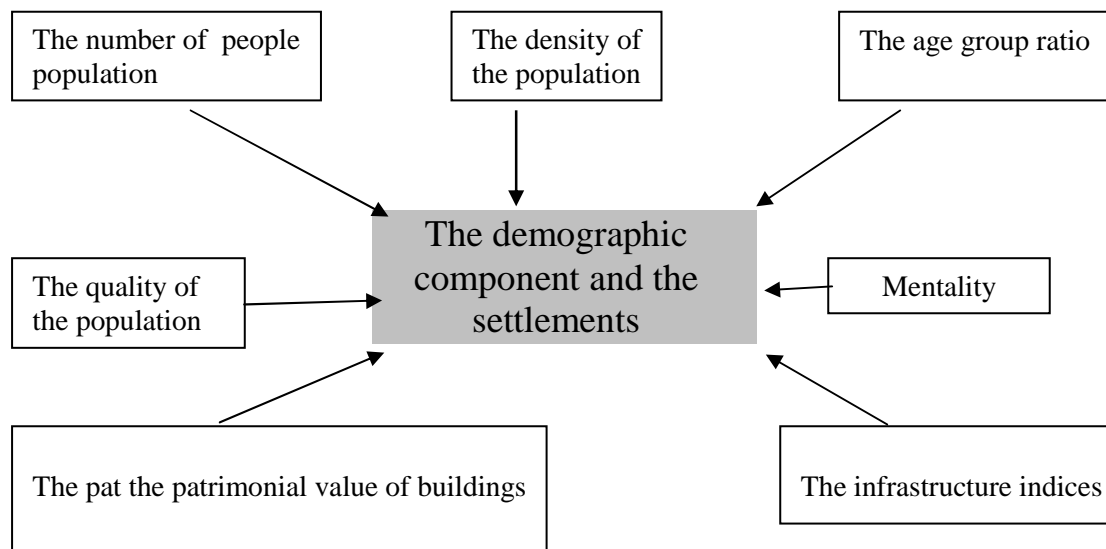 The number of people
population
The density of
the population
The age group ratio
The demographic
component and the
settlements
The quality of
the population
Mentality
The pat the patrimonial value of buildings
The infrastructure indices